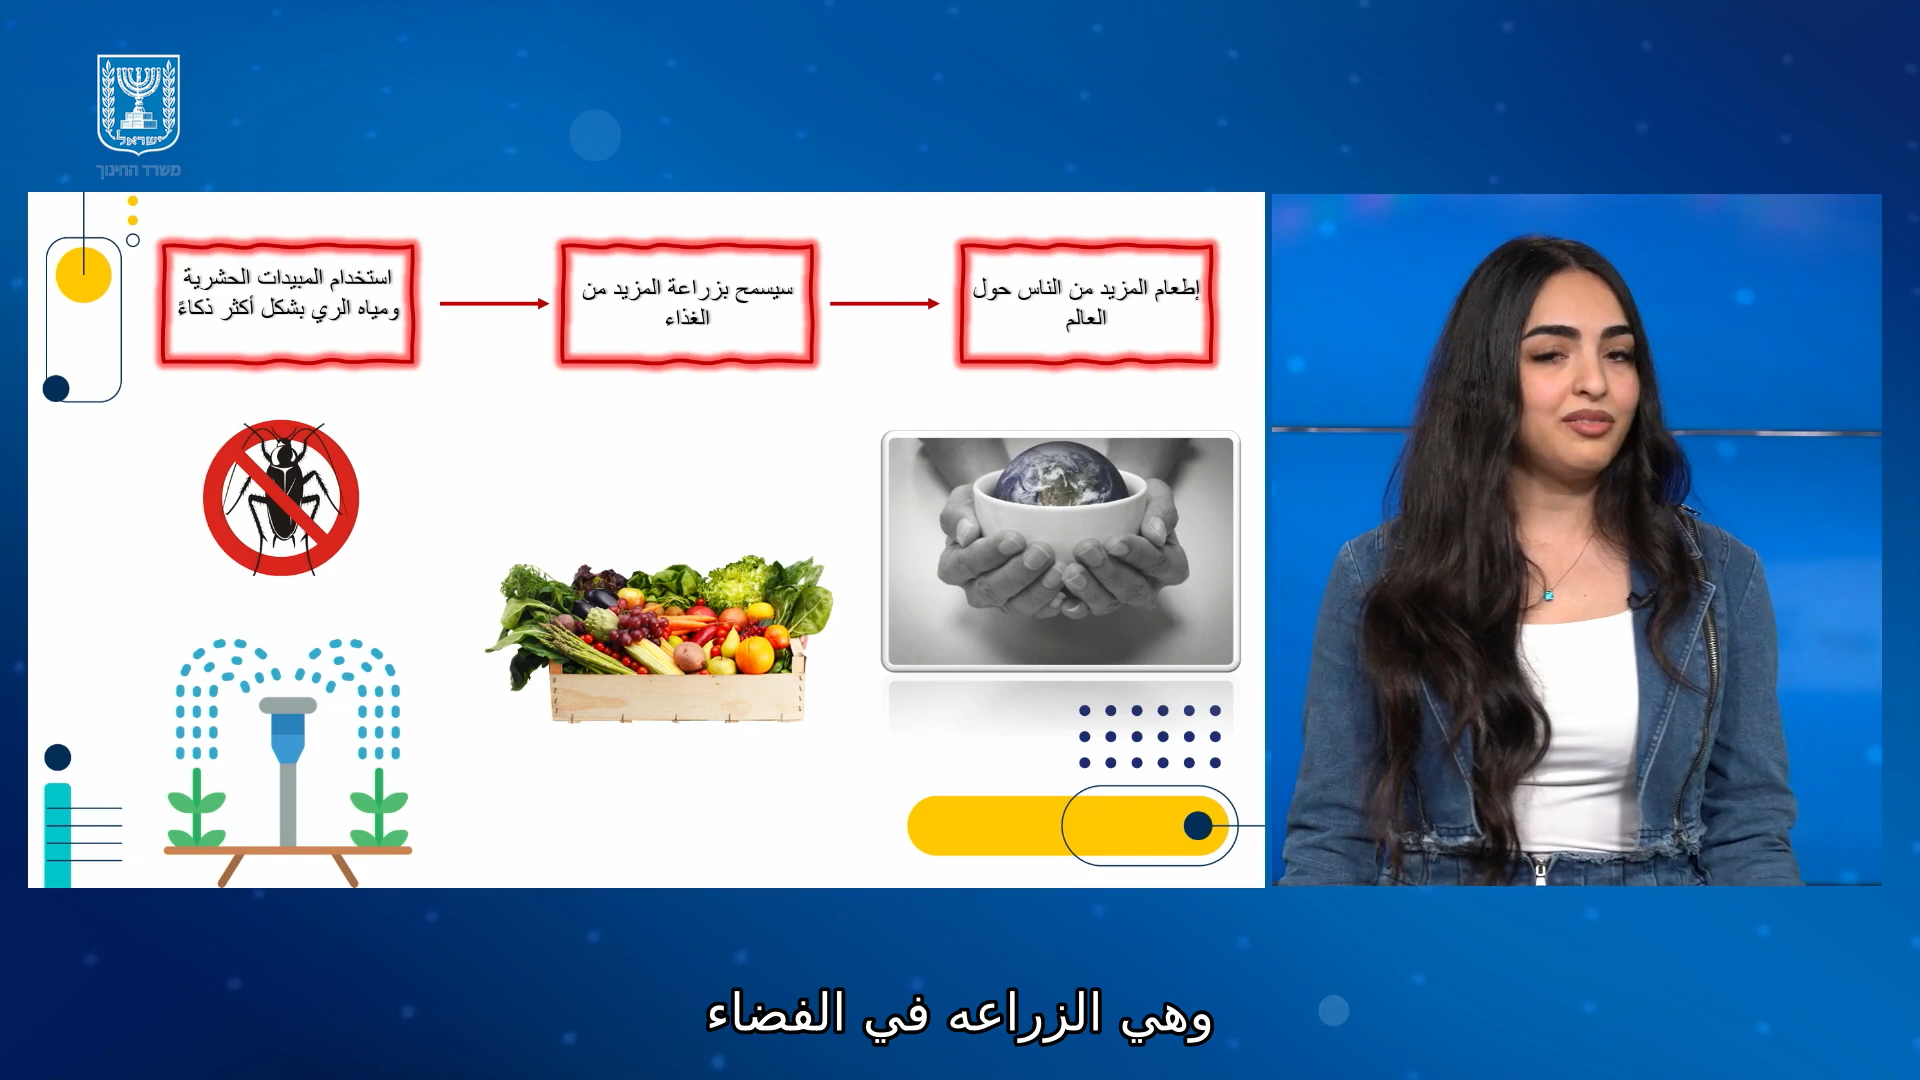 ישראל
משרד החינוך
استخدام المبيدات الحشرية
ومياه الري بشكل أكثر ذكاءً
سيسمح بزراعة المزيد من
الغذاء
إطعام المزيد من الناس حول
العالم
وهي الزراعه في الفضاء